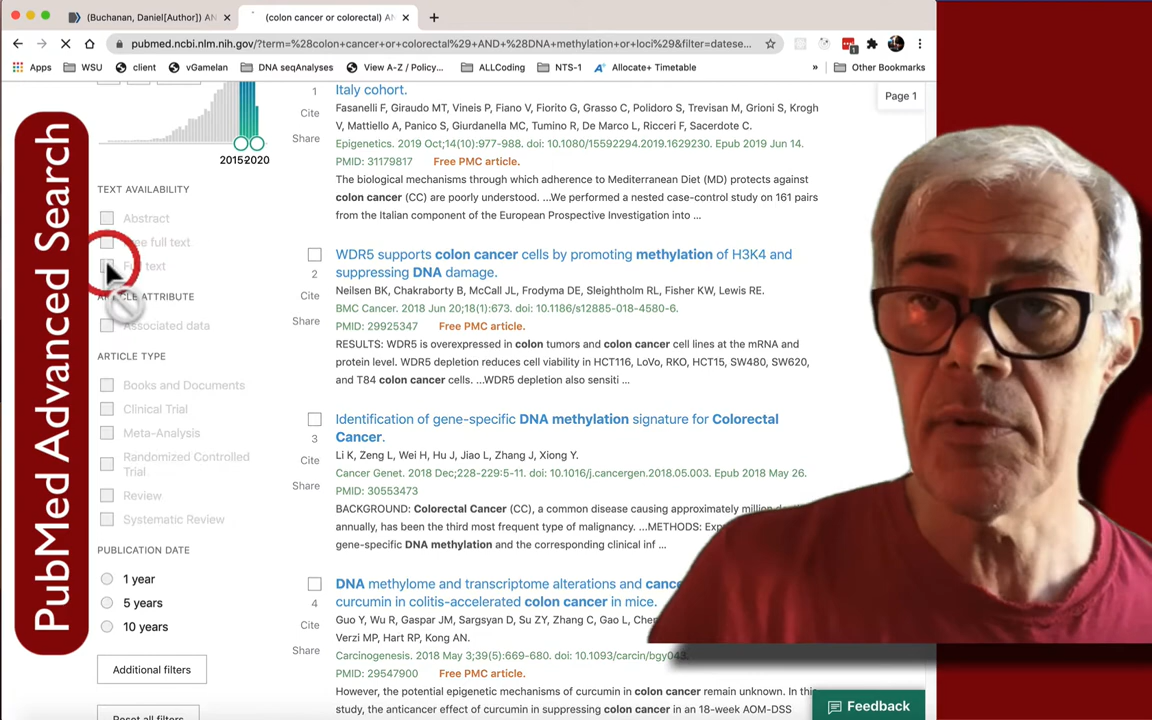 PubMed Advanced Search
(Buchanan, Daniel[Author]) AN
(colon cancer or colorectal) AN
pubmed.ncbi.nlm.nih.gov/?term=%28colon+cancer+or+colorectal%29+AND+%28DNA+methylation+or+loci%29&filter=datese...
Apps WSU client vGamelan DNA seqAnalyses View A-Z / Policy... ALLCoding NTS-1 Allocate+ Timetable » Other Bookmarks
Page 1
2015 2020
TEXT AVAILABILITY
Abstract
Free full text
Full text
ARTICLE ATTRIBUTE
Associated data
ARTICLE TYPE
Books and Documents
Clinical Trial
Meta-Analysis
Randomized Controlled
Trial
Review
Systematic Review
PUBLICATION DATE
1 year
5 years
10 years
Additional filters
Reset all filters
1
Cite
Share
Italy cohort.
Fasanelli F, Giraudo MT, Vineis P, Fiano V, Fiorito G, Grasso C, Polidoro S, Trevisan M, Grioni S, Krogh
V, Mattiello A, Panico S, Giurdanella MC, Tumino R, De Marco L, Ricceri F, Sacerdote C.
Epigenetics. 2019 Oct;14(10):977-988. doi: 10.1080/15592294.2019.1629230. Epub 2019 Jun 14.
PMID: 31179817 Free PMC article.
The biological mechanisms through which adherence to Mediterranean Diet (MD) protects against
colon cancer (CC) are poorly understood. ...We performed a nested case-control study on 161 pairs
from the Italian component of the European Prospective Investigation into ...
2
Cite
Share
WDR5 supports colon cancer cells by promoting methylation of H3K4 and
suppressing DNA damage.
Neilsen BK, Chakraborty B, McCall JL, Frodyma DE, Sleightholm RL, Fisher KW, Lewis RE.
BMC Cancer. 2018 Jun 20;18(1):673. doi: 10.1186/s12885-018-4580-6.
PMID: 29925347 Free PMC article.
RESULTS: WDR5 is overexpressed in colon tumors and colon cancer cell lines at the mRNA and
protein level. WDR5 depletion reduces cell viability in HCT116, LoVo, RKO, HCT15, SW480, SW620,
and T84 colon cancer cells. ...WDR5 depletion also sensiti ...
3
Cite
Share
Identification of gene-specific DNA methylation signature for Colorectal
Cancer.
Li K, Zeng L, Wei H, Hu J, Jiao L, Zhang J, Xiong Y.
Cancer Genet. 2018 Dec;228-229:5-11. doi: 10.1016/j.cancergen.2018.05.003. Epub 2018 May 26.
PMID: 30553473
BACKGROUND: Colorectal Cancer (CC), a common disease causing approximately million
annually, has been the third most frequent type of malignancy. ...METHODS:
gene-specific DNA methylation and the corresponding clinical inf ...
4
Cite
Share
DNA methylome and transcriptome alterations and
curcumin in colitis-accelerated colon cancer in mice.
Guo Y, Wu R, Gaspar JM, Sargsyan D, Su ZY, Zhang C, Gao L,
Verzi MP, Hart RP, Kong AN.
Carcinogenesis. 2018 May 3;39(5):669-680. doi: 10.1093/carcin/bgy043.
PMID: 29547900 Free PMC article.
However, the potential epigenetic mechanisms of curcumin in colon cancer remain unknown. In this
study, the anticancer effect of curcumin in suppressing colon cancer in an 18-week AOM-DSS
Feedback